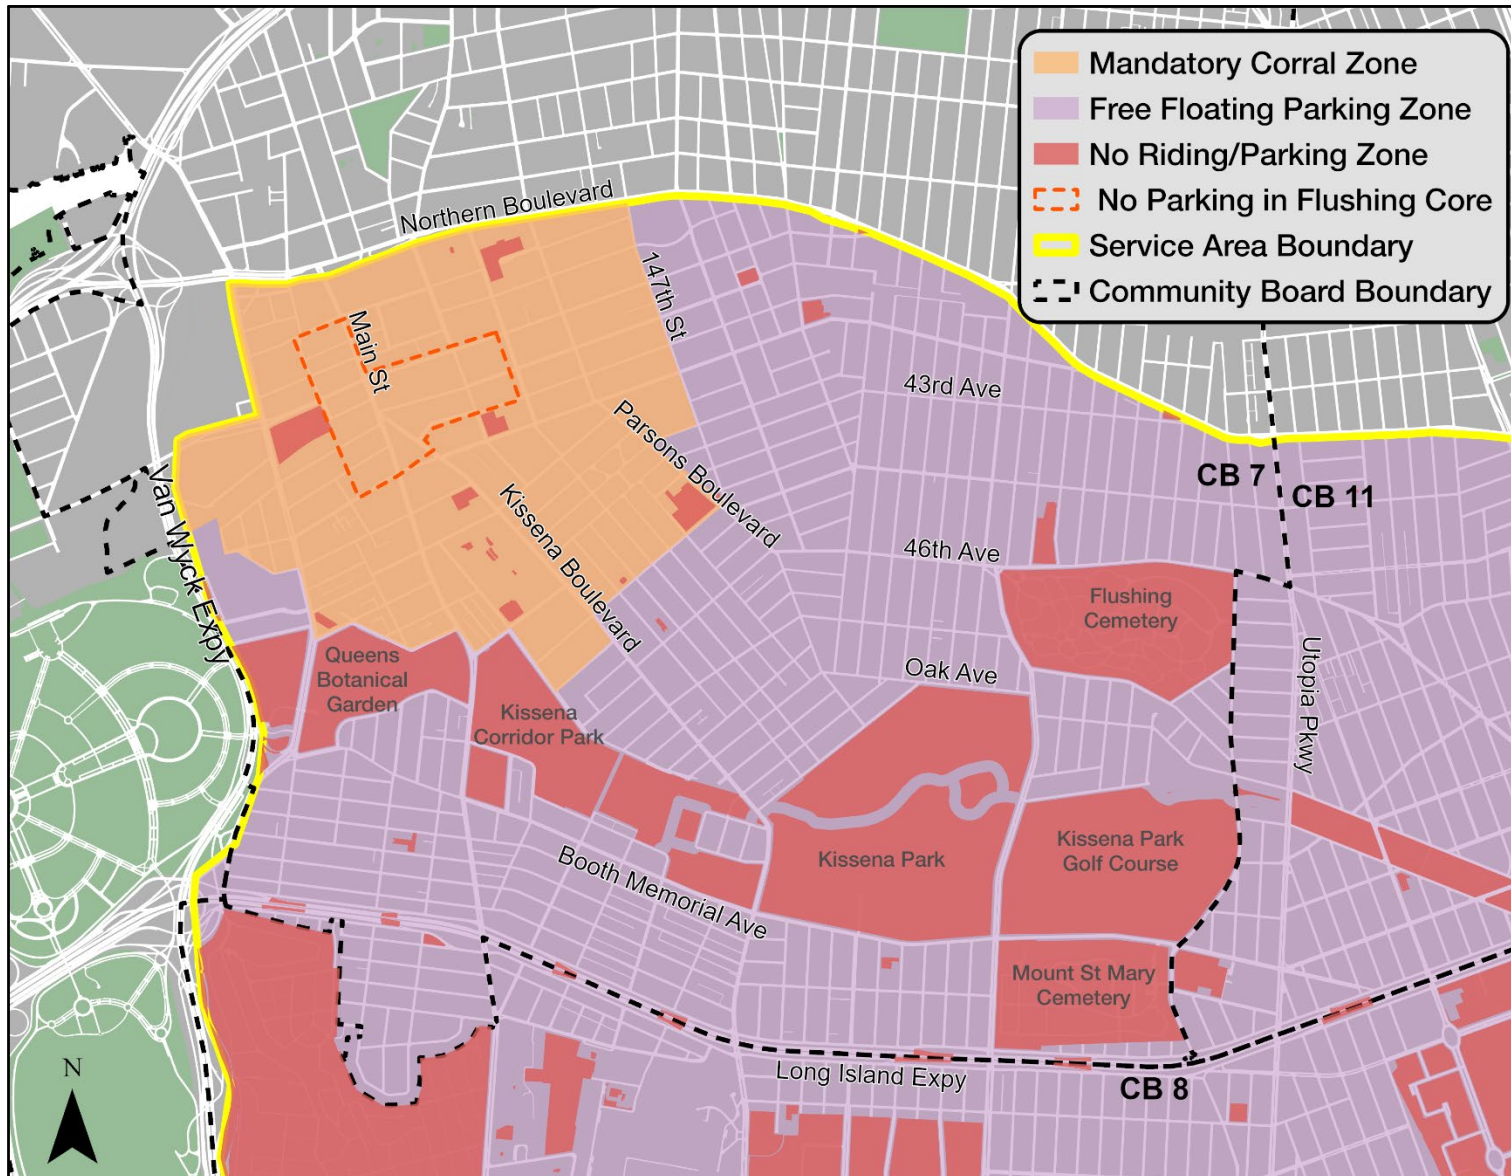 Mandatory Corral Zone
Free Floating Parking Zone
No Riding/Parking Zone
No Parking in Flushing Core
Service Area Boundary
Community Board Boundary
Northern Boulevard
147th St
Main St
43rd Ave
Parsons Boulevard
CB 7
CB 11
Van Wyck Expy
Kissena Boulevard
46th Ave
Flushing
Cemetery
Queens
Botanical
Garden
Oak Ave
Utopia Pkwy
Kissena
Corridor Park
Kissena Park
Kissena Park
Golf Course
Booth Memorial Ave
Mount St Mary
Cemetery
Long Island Expy
CB 8
N